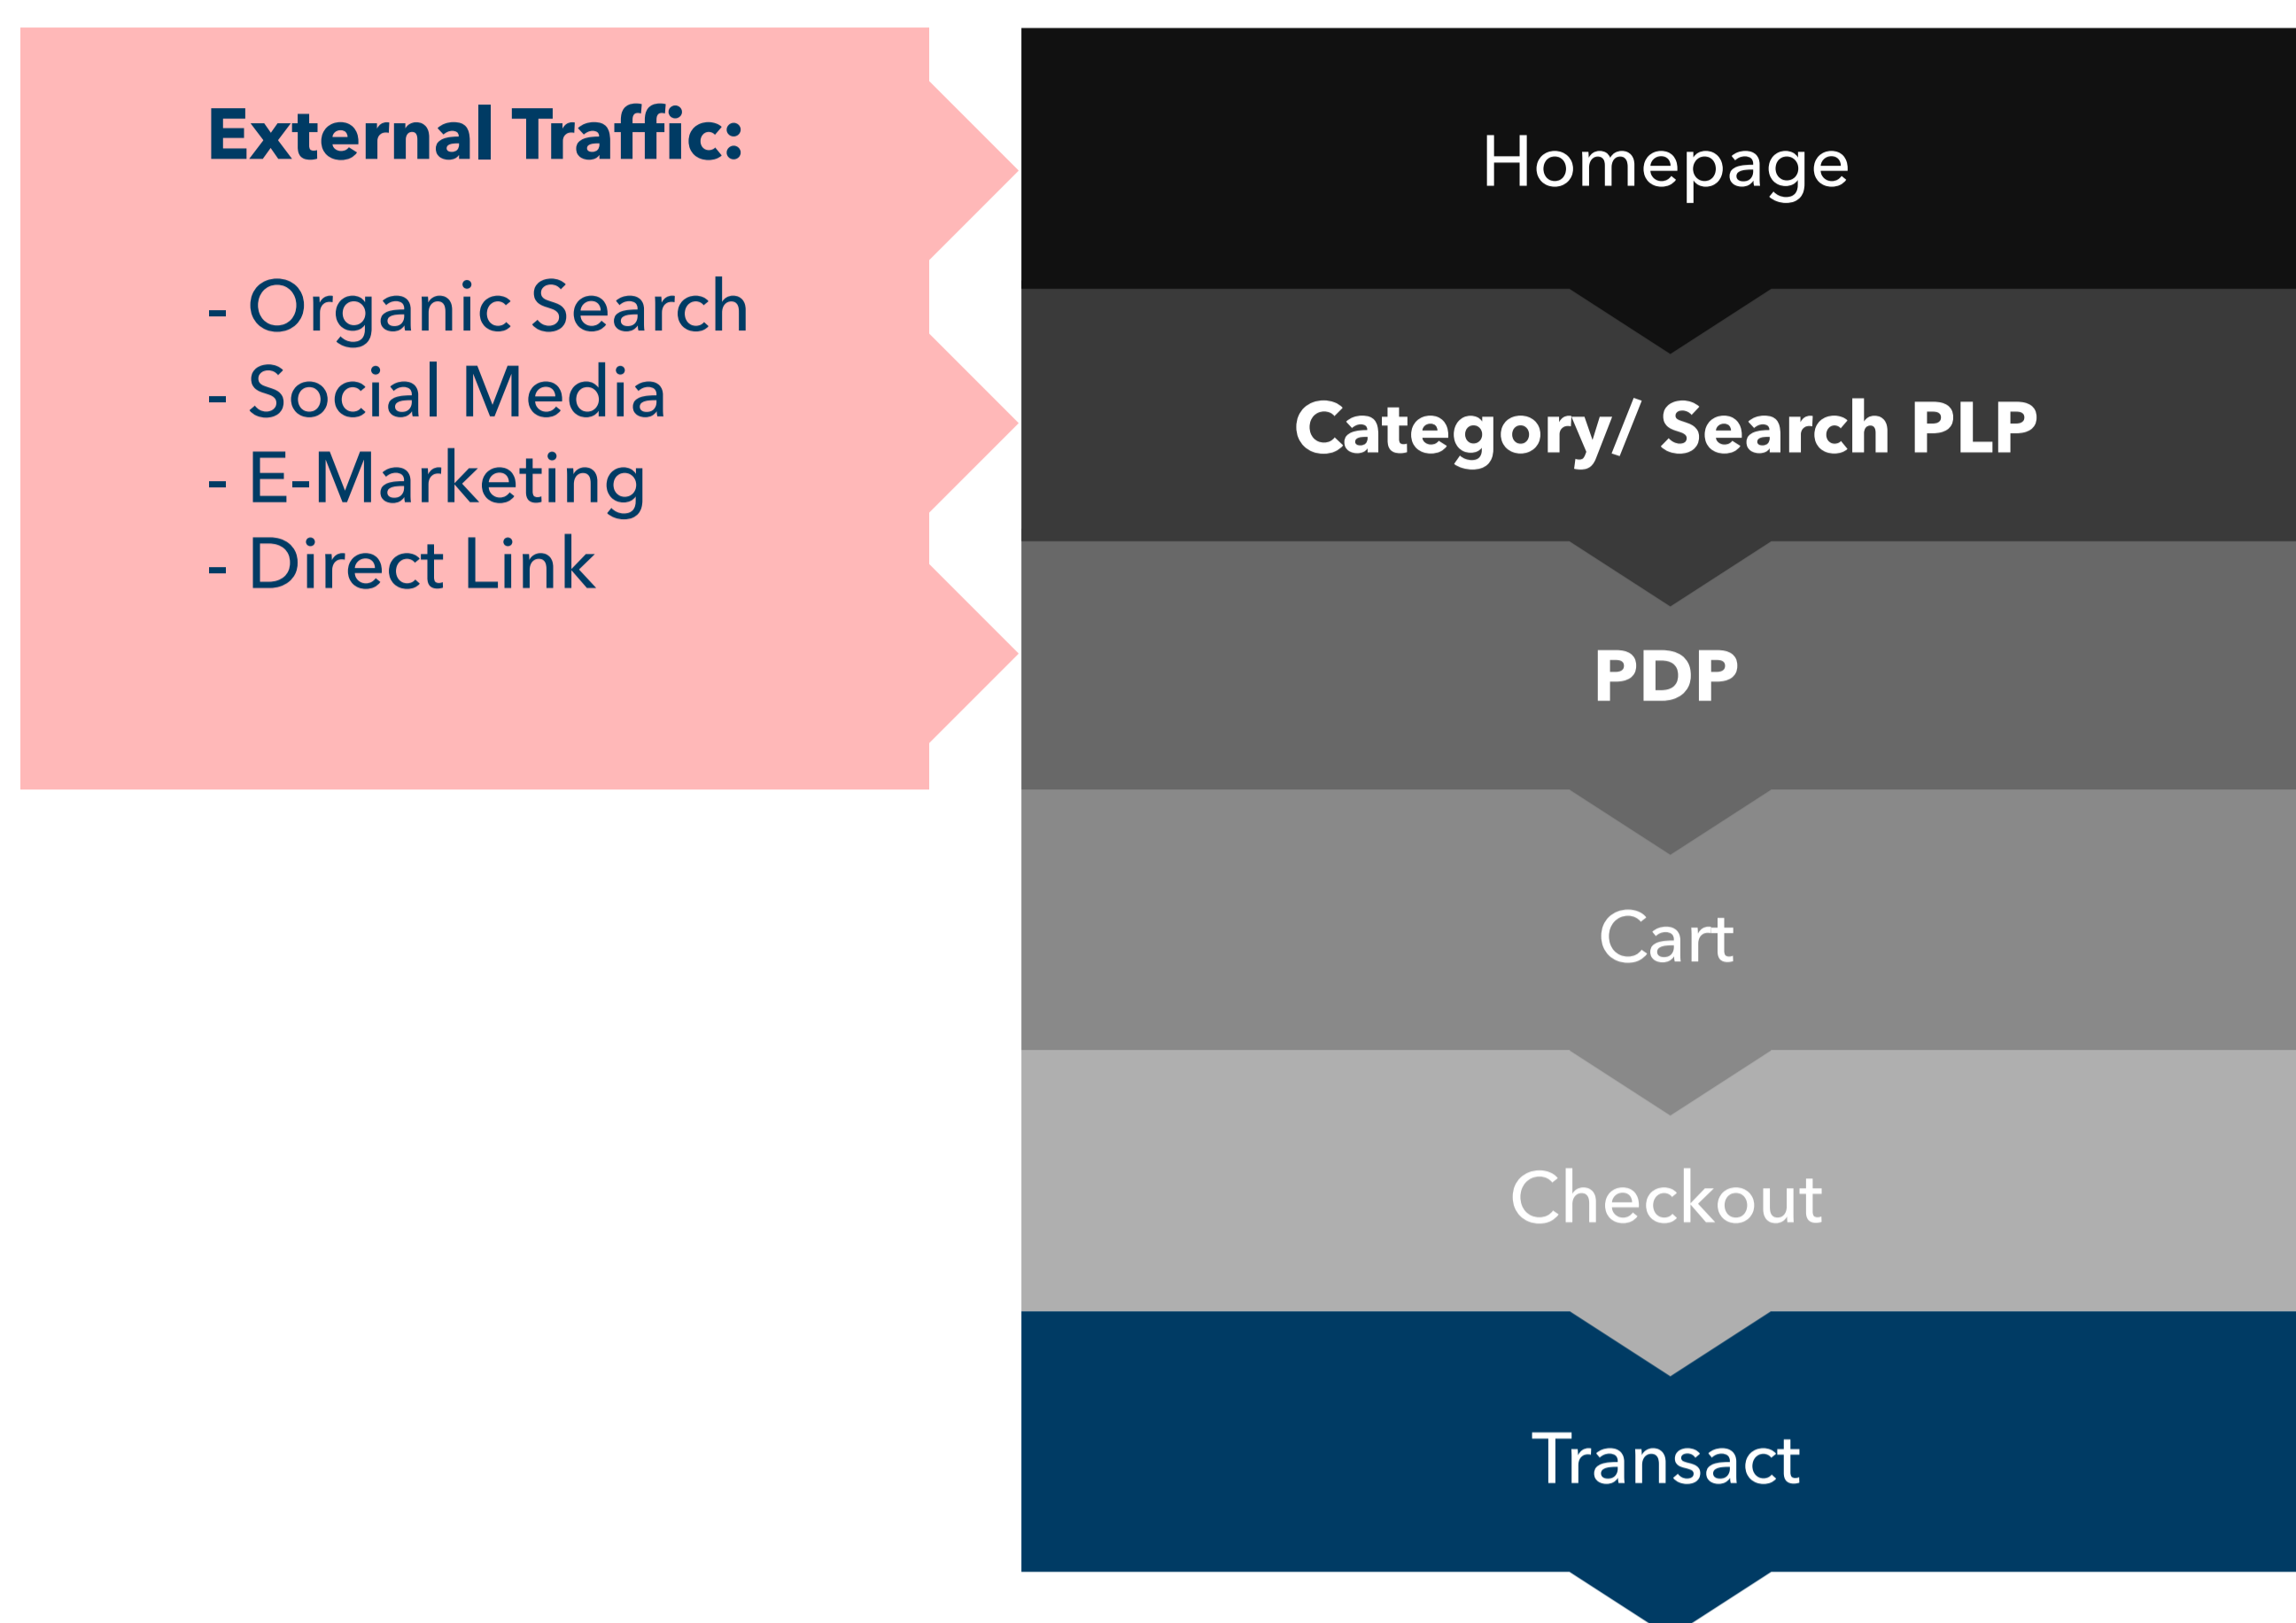 External Traffic:
- Organic Search
- Social Media
- E-Marketing
- Direct Link
Homepage
Category/ Search PLP
PDP
Cart
Checkout
Transact